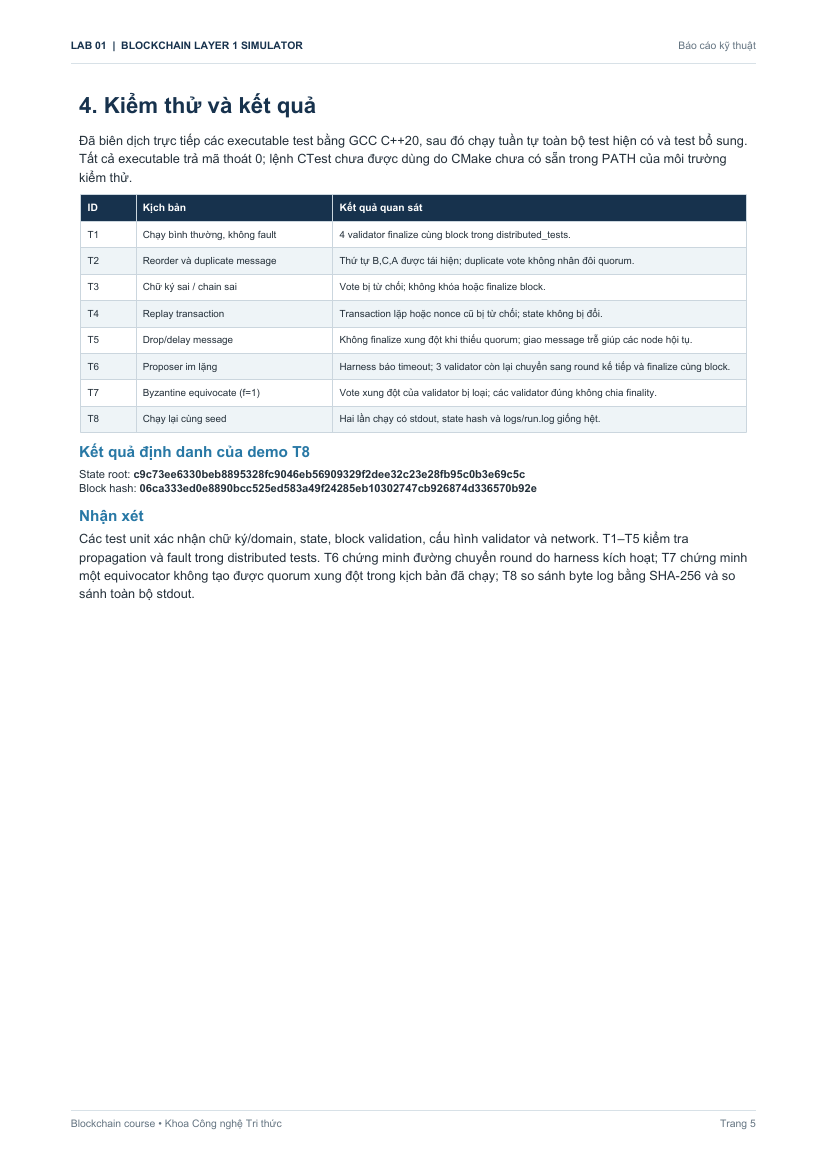 LAB 01 | BLOCKCHAIN LAYER 1 SIMULATOR
Báo cáo kỹ thuật
4. Kiểm thử và kết quả
Đã biên dịch trực tiếp các executable test bằng GCC C++20, sau đó chạy tuần tự toàn bộ test hiện có và test bổ sung.
Tất cả executable trả mã thoát 0; lệnh CTest chưa được dùng do CMake chưa có sẵn trong PATH của môi trường
kiểm thử.
ID Kịch bản Kết quả quan sát
T1 Chạy bình thường, không fault 4 validator finalize cùng block trong distributed_tests.
T2 Reorder và duplicate message Thứ tự B,C,A được tái hiện; duplicate vote không nhân đôi quorum.
T3 Chữ ký sai / chain sai Vote bị từ chối; không khóa hoặc finalize block.
T4 Replay transaction Transaction lặp hoặc nonce cũ bị từ chối; state không bị đổi.
T5 Drop/delay message Không finalize xung đột khi thiếu quorum; giao message trễ giúp các node hội tụ.
T6 Proposer im lặng Harness báo timeout; 3 validator còn lại chuyển sang round kế tiếp và finalize cùng block.
T7 Byzantine equivocate (f=1) Vote xung đột của validator bị loại; các validator đúng không chia finality.
T8 Chạy lại cùng seed Hai lần chạy có stdout, state hash và logs/run.log giống hệt.
Kết quả định danh của demo T8
State root: c9c73ee6330beb8895328fc9046eb56909329f2dee32c23e28fb95c0b3e69c5c
Block hash: 06ca333ed0e8890bcc525ed583a49f24285eb10302747cb926874d336570b92e
Nhận xét
Các test unit xác nhận chữ ký/domain, state, block validation, cấu hình validator và network. T1–T5 kiểm tra
propagation và fault trong distributed tests. T6 chứng minh đường chuyển round do harness kích hoạt; T7 chứng minh
một equivocator không tạo được quorum xung đột trong kịch bản đã chạy; T8 so sánh byte log bằng SHA-256 và so
sánh toàn bộ stdout.
Blockchain course • Khoa Công nghệ Tri thức
Trang 5